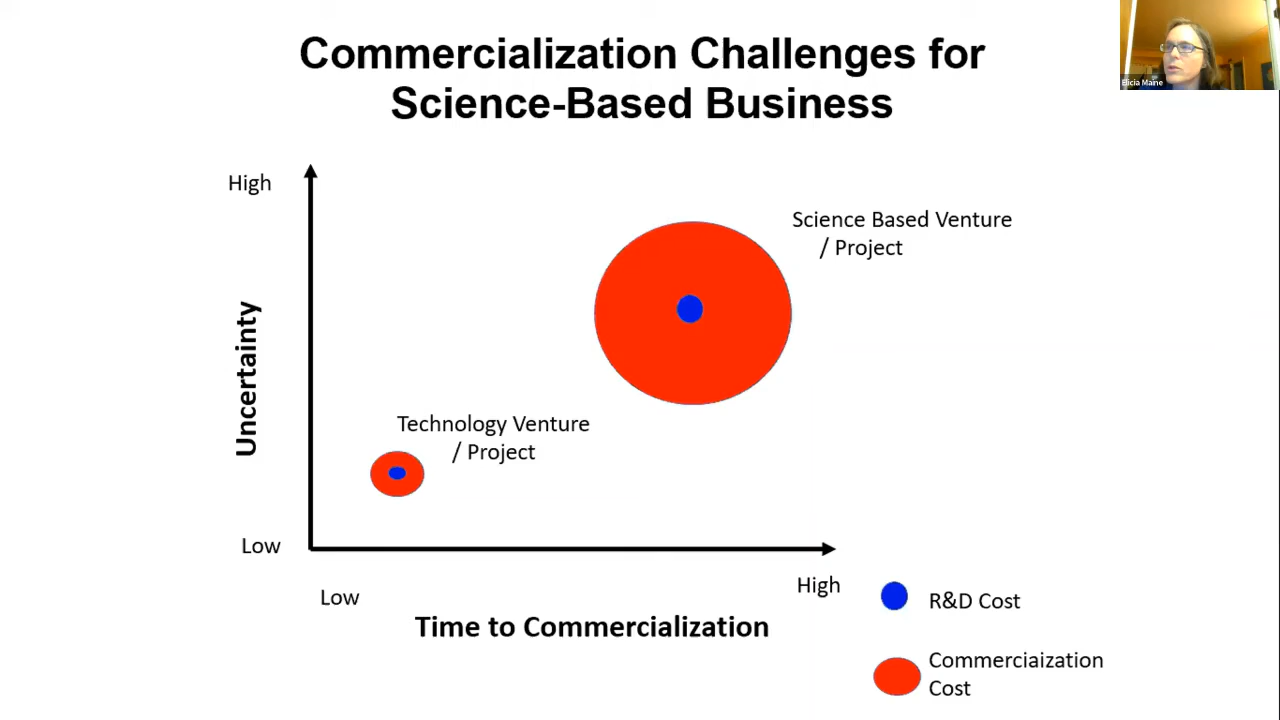 Commercialization Challenges for
Science-Based Business
Elicia Maine
High
Science Based Venture
/ Project
Uncertainty
Technology Venture
/ Project
Low
High
Low
Time to Commercialization
R&D Cost
Commerciaization
Cost